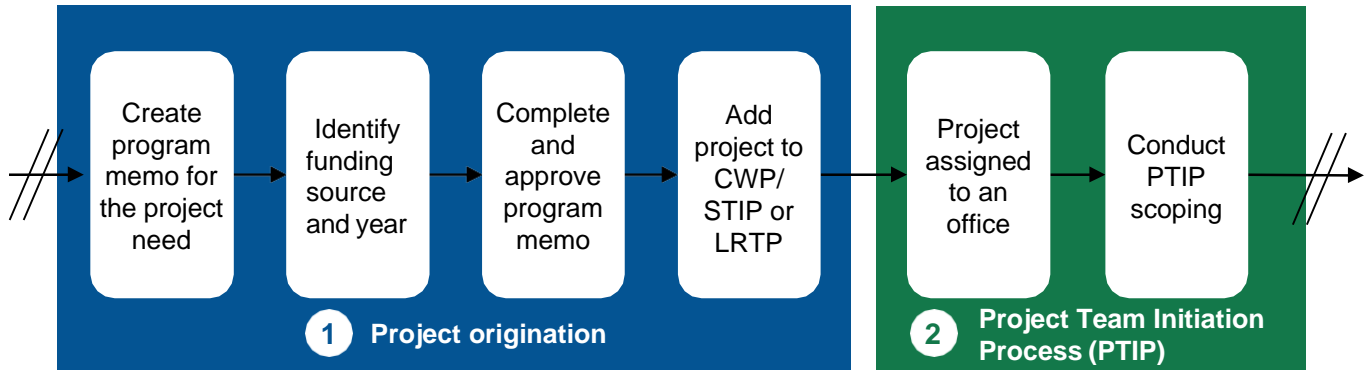 Create
program
memo for
the project
need
Identify
funding
source
and year
Complete
and
approve
program
memo
Add
project to
CWP/
STIP or
LRTP
Project
assigned
to an
office
Conduct
PTIP
scoping
1 Project origination
2 Project Team Initiation
Process (PTIP)